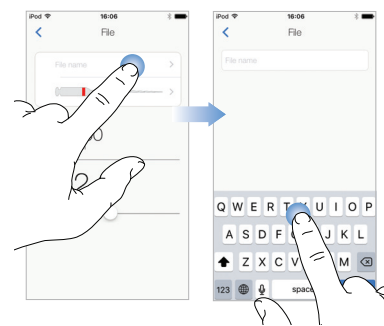 iPod 16:06
File
File name
iPod 16:06
File
File name
Q W E R T U I O P
A S D F J K L
Z X C V M
123 space